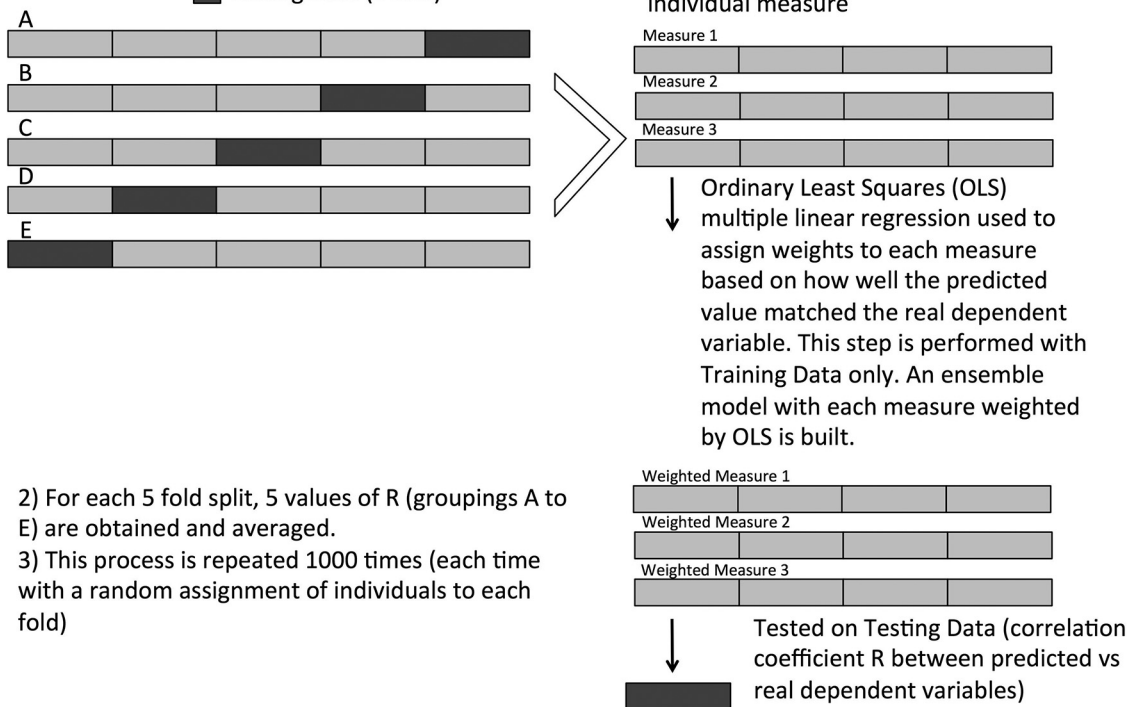 individual measure
A
B
C
D
E
Measure 1
Measure 2
Measure 3
Ordinary Least Squares (OLS)
multiple linear regression used to
assign weights to each measure
based on how well the predicted
value matched the real dependent
variable. This step is performed with
Training Data only. An ensemble
model with each measure weighted
by OLS is built.
2) For each 5 fold split, 5 values of R (groupings A to
E) are obtained and averaged.
3) This process is repeated 1000 times (each time
with a random assignment of individuals to each
fold)
Weighted Measure 1
Weighted Measure 2
Weighted Measure 3
Tested on Testing Data (correlation
coefficient R between predicted vs
real dependent variables)